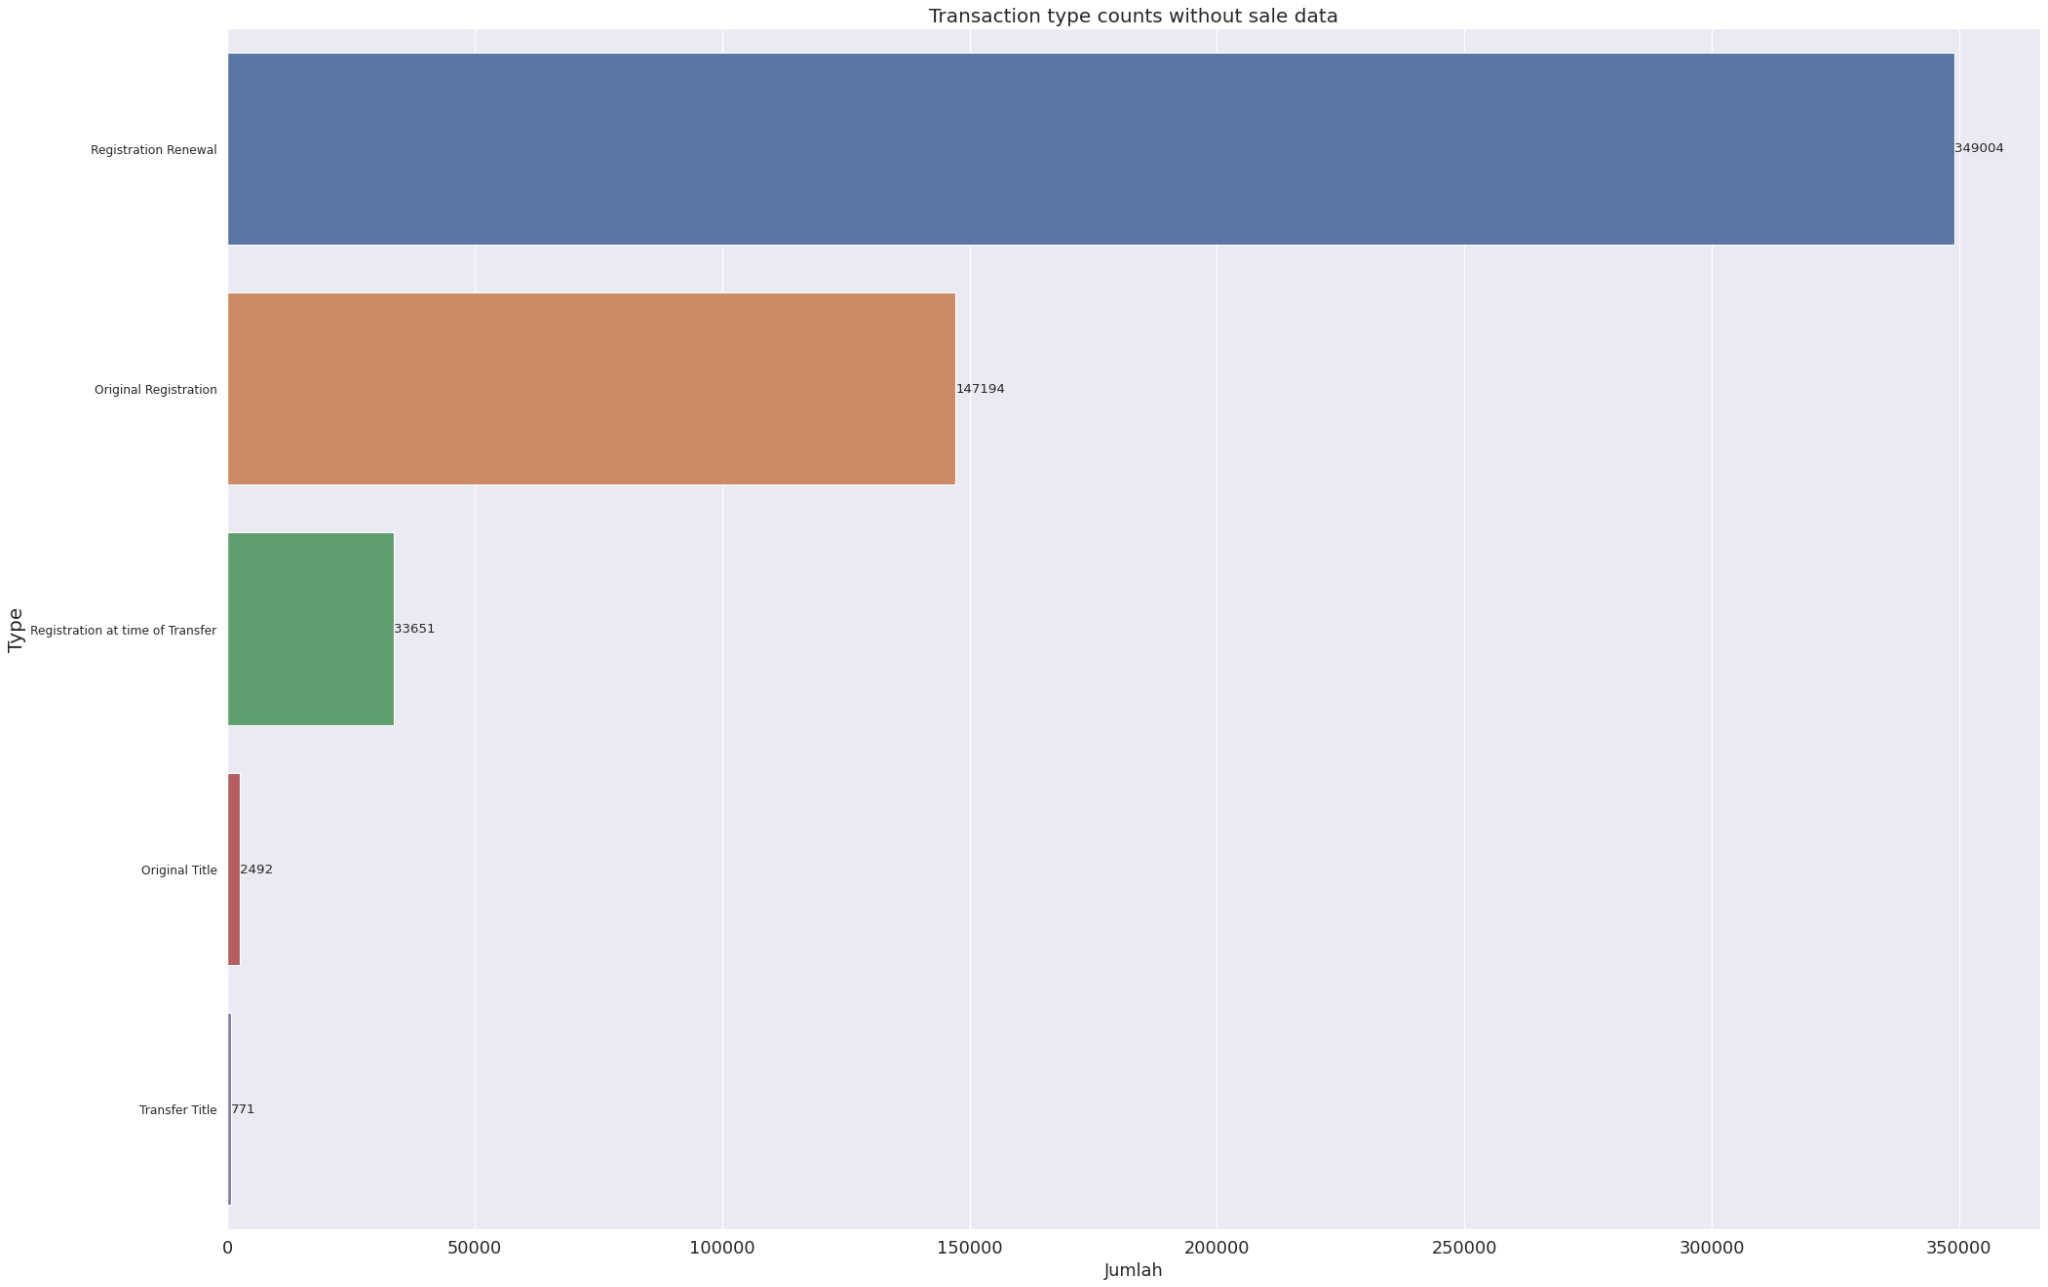 Transaction type counts without sale data
Registration Renewal
349004
Original Registration
147194
Type
Registration at time of Transfer
33651
Original Title
2492
Transfer Title
771
0 50000 100000 150000 200000 250000 300000 350000
Jumlah